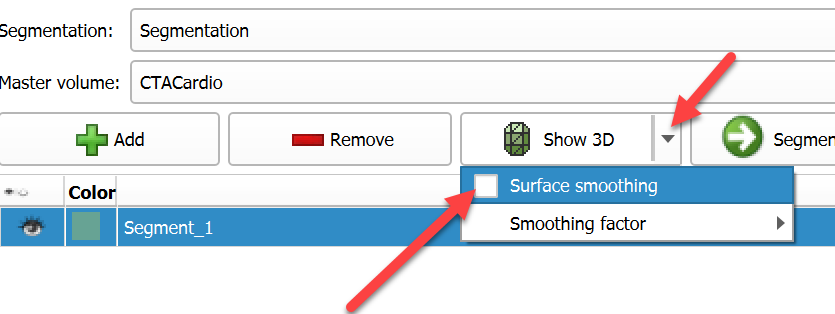 Segmentation: Segmentation
Master volume: CTACardio
Add Remove Show 3D Segmen
Color Surface smoothing
Segment_1 Smoothing factor